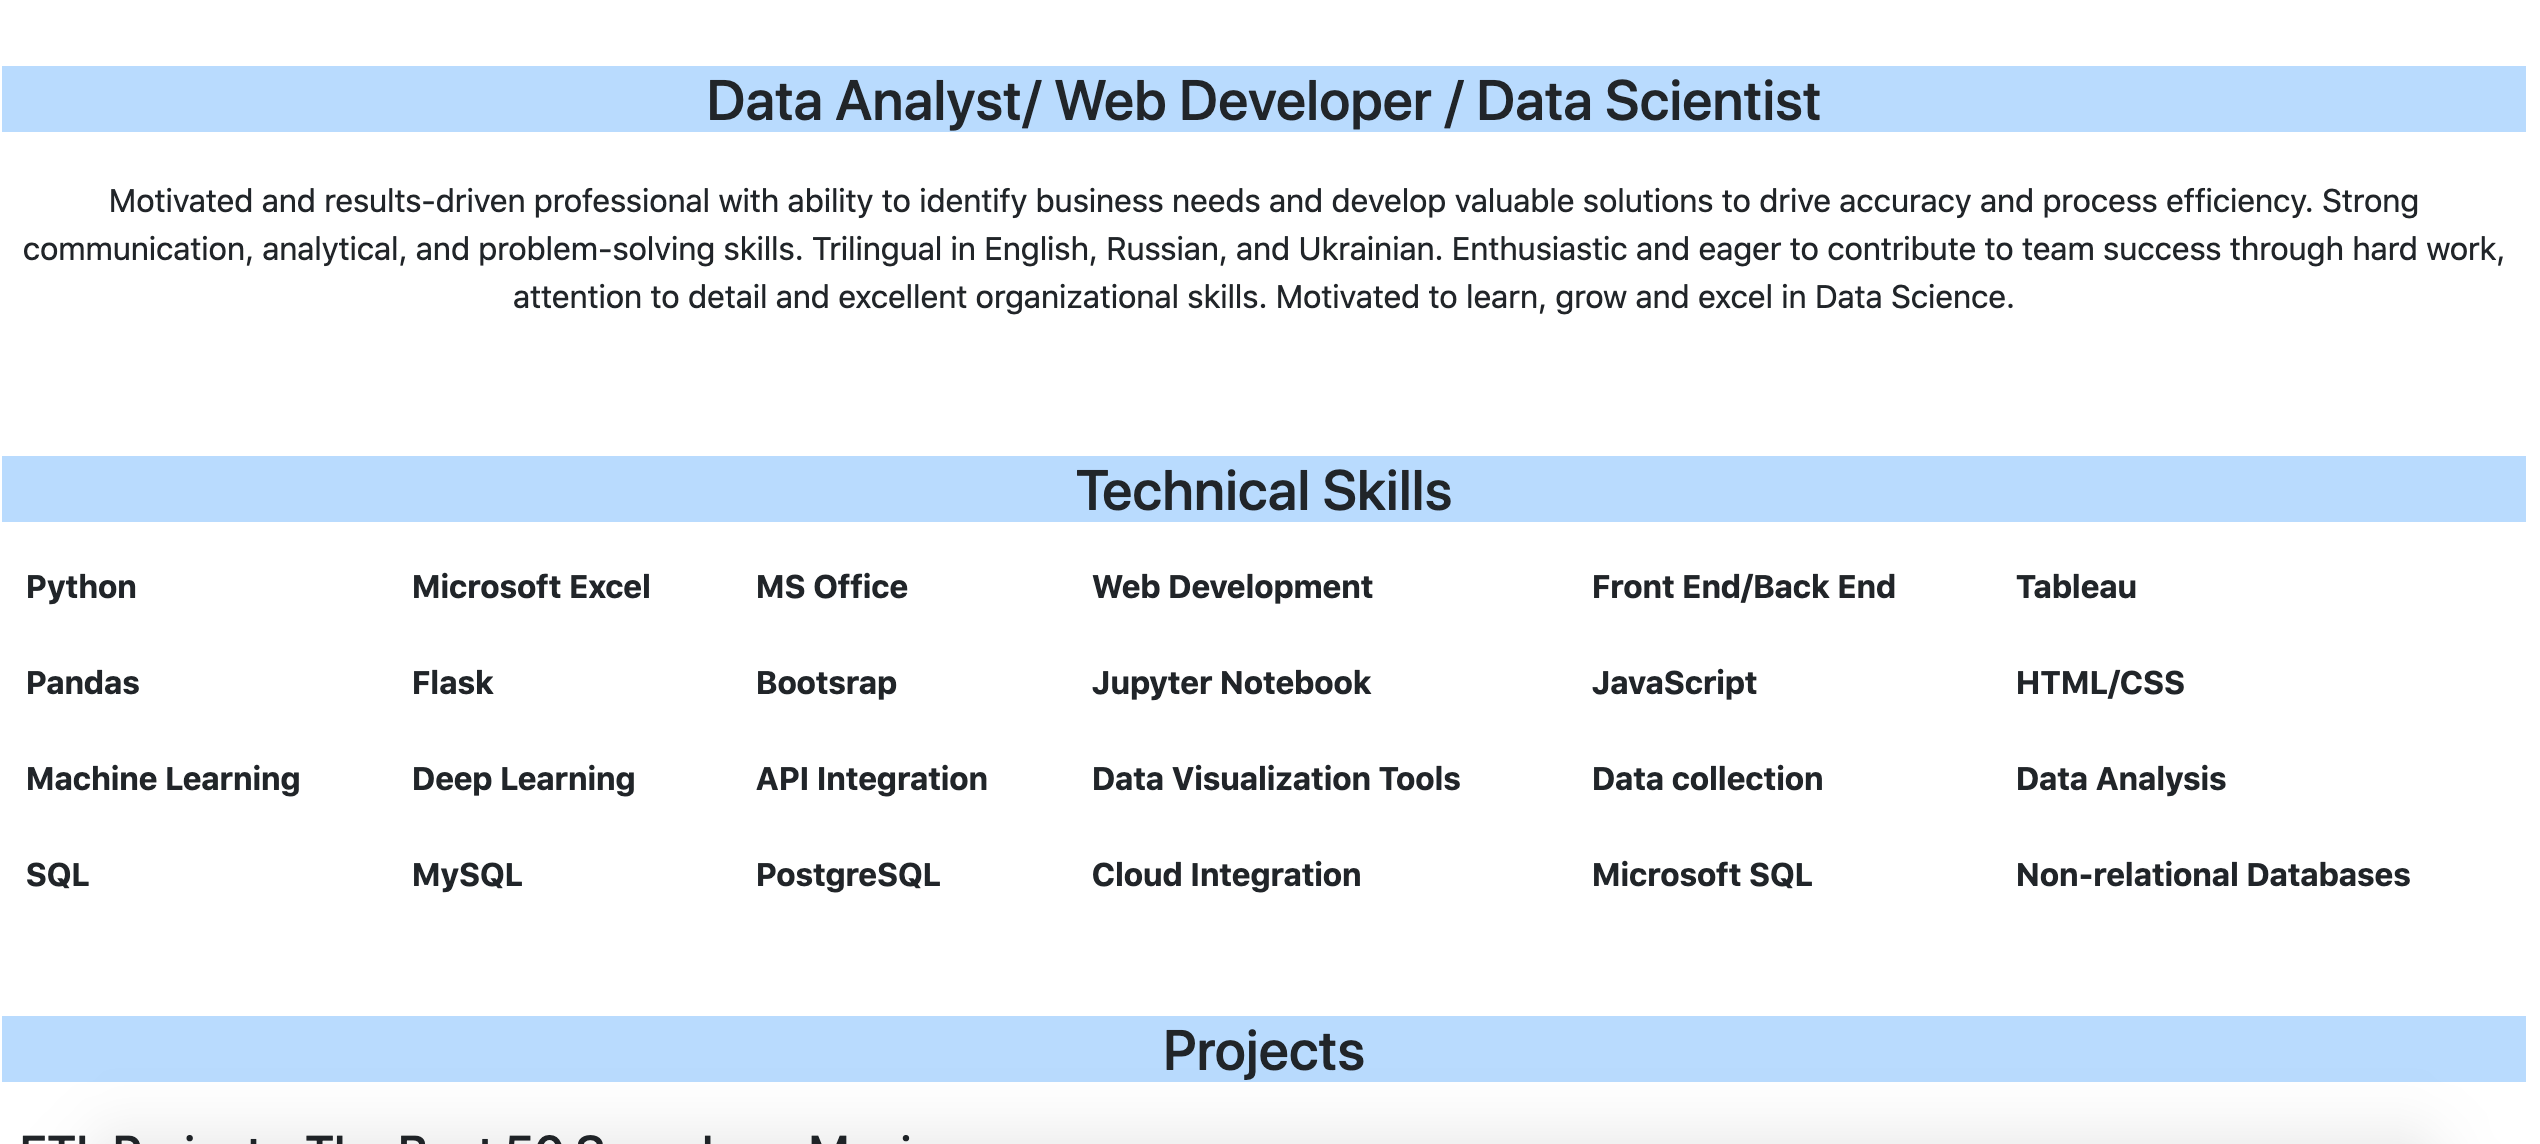 Data Analyst/ Web Developer / Data Scientist
Motivated and results-driven professional with ability to identify business needs and develop valuable solutions to drive accuracy and process efficiency. Strong
communication, analytical, and problem-solving skills. Trilingual in English, Russian, and Ukrainian. Enthusiastic and eager to contribute to team success through hard work,
attention to detail and excellent organizational skills. Motivated to learn, grow and excel in Data Science.
Technical Skills
Python Microsoft Excel MS Office Web Development Front End/Back End Tableau
Pandas Flask Bootsrap Jupyter Notebook JavaScript HTML/CSS
Machine Learning Deep Learning API Integration Data Visualization Tools Data collection Data Analysis
SQL MySQL PostgreSQL Cloud Integration Microsoft SQL Non-relational Databases
Projects